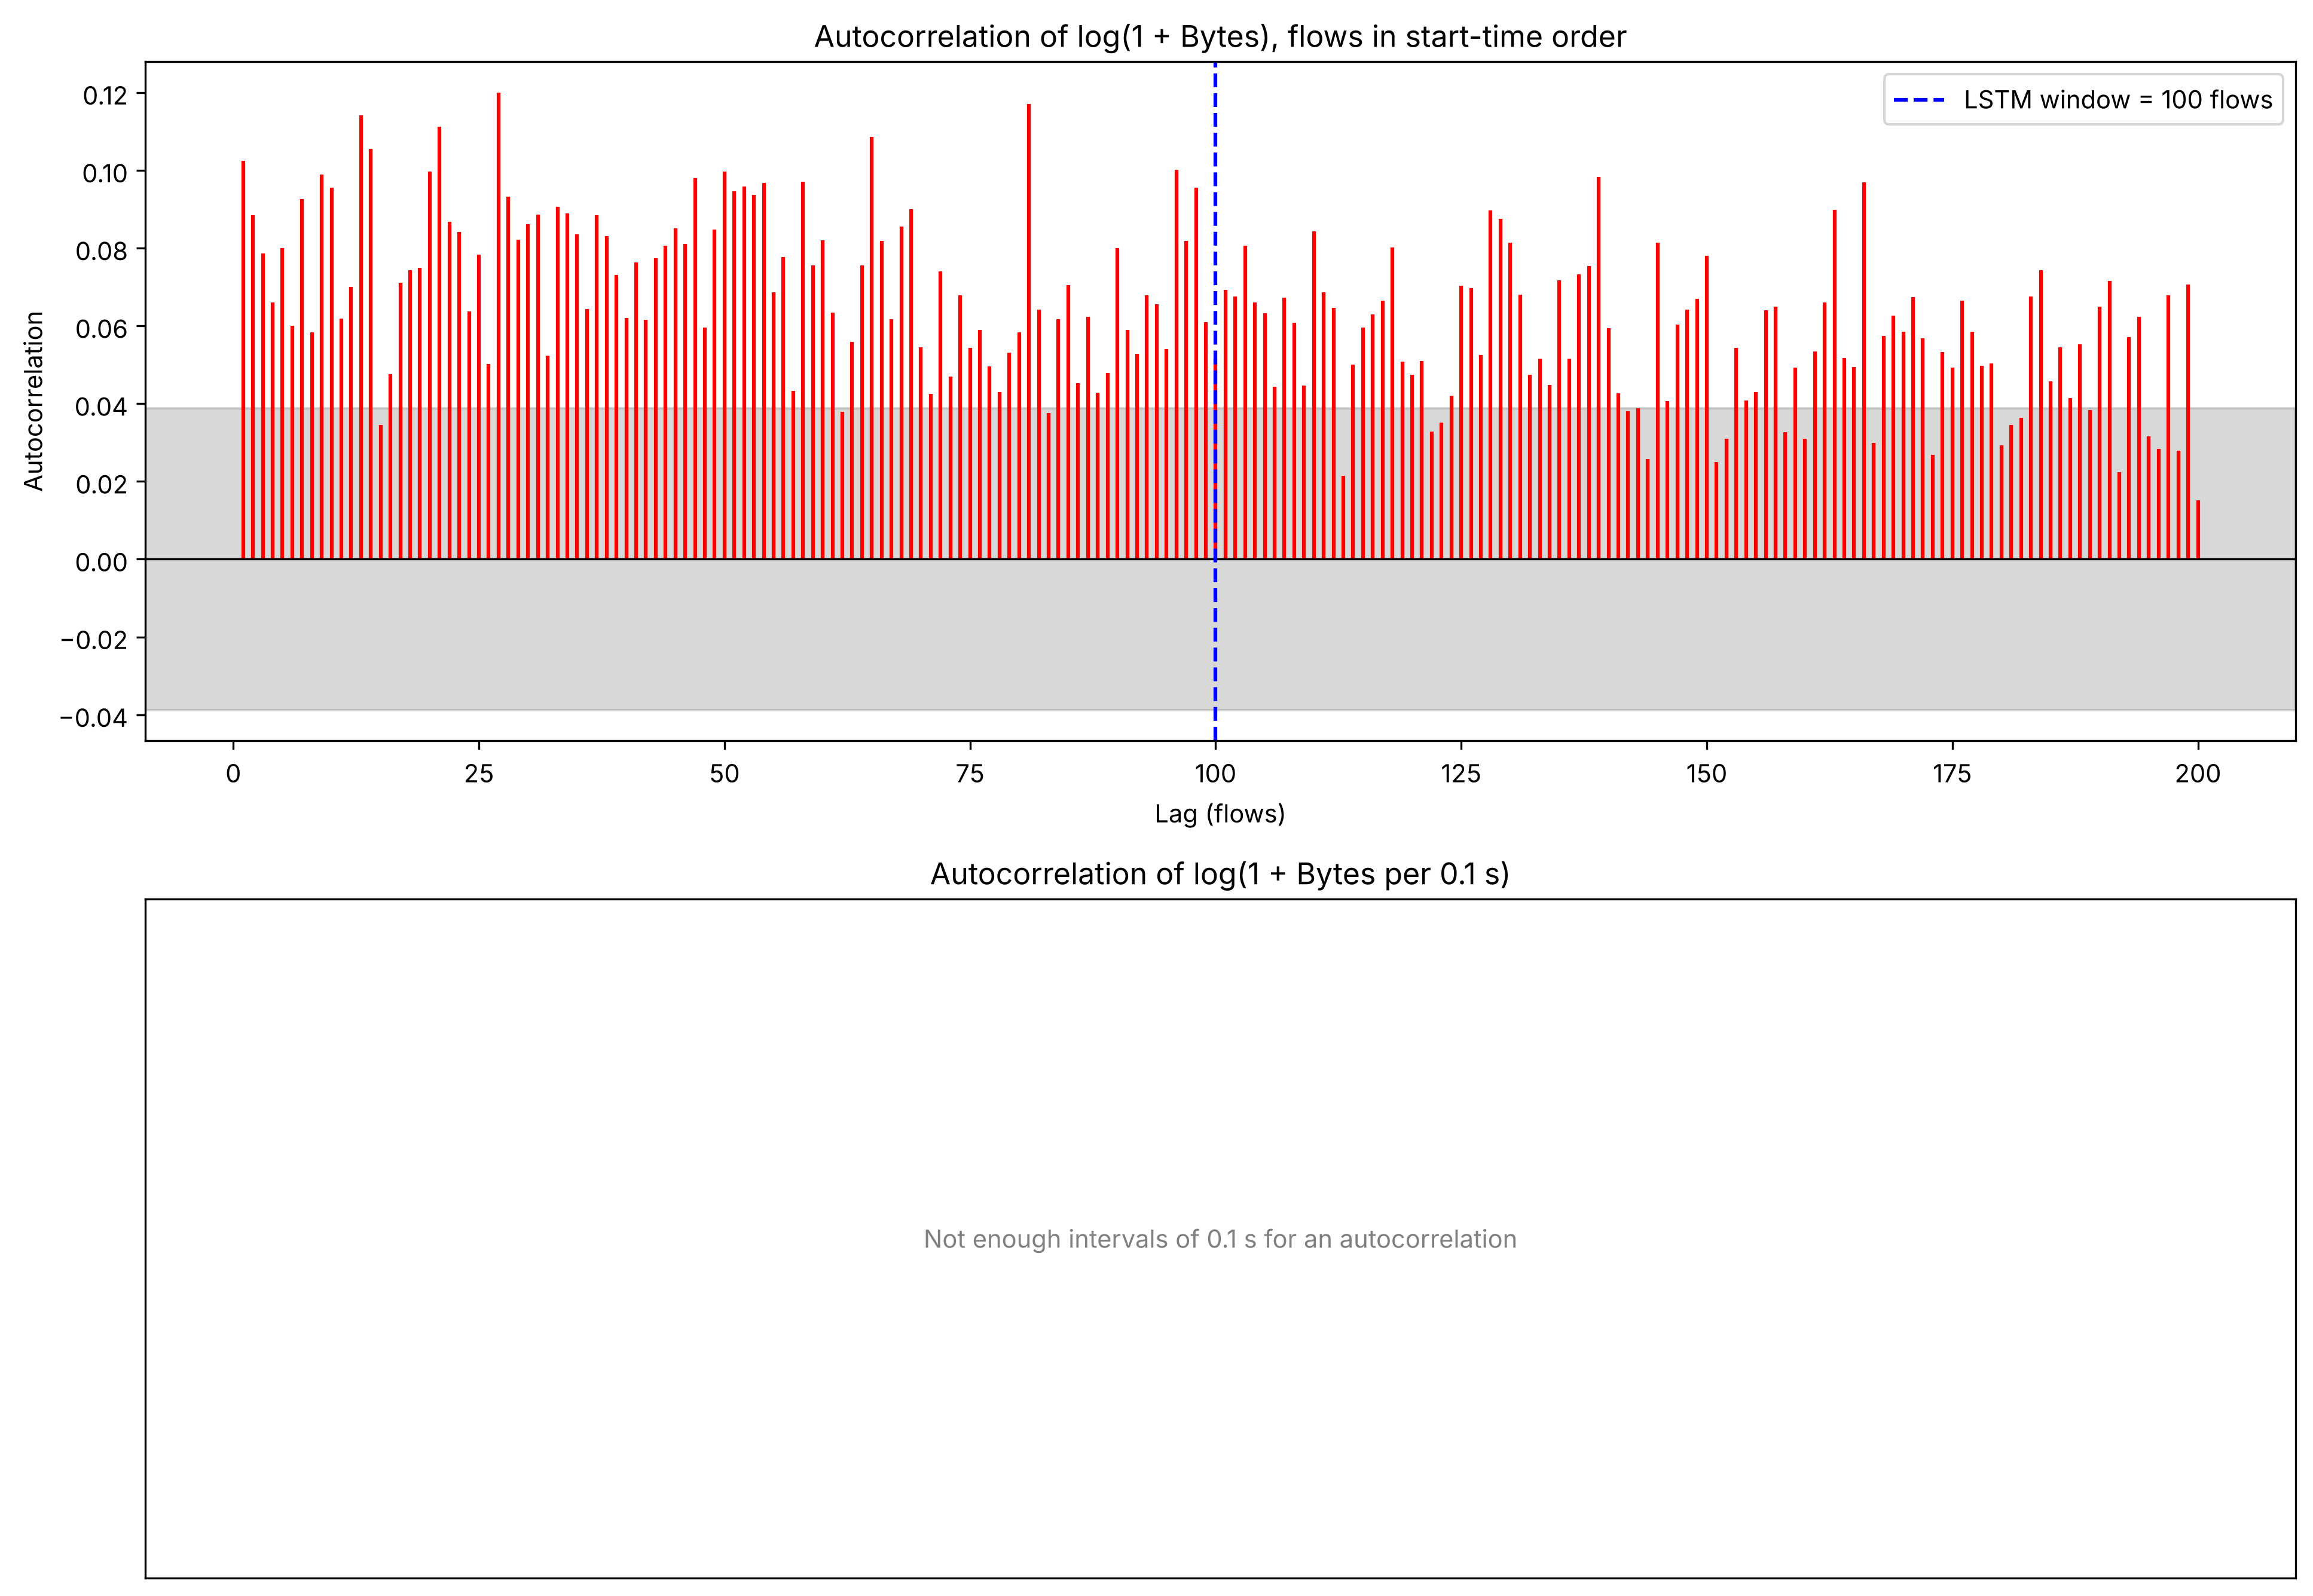 Autocorrelation of log(1 + Bytes), flows in start-time order
LSTM window = 100 flows
0.12
0.10
0.08
0.06
0.04
0.02
0.00
−0.02
−0.04
Autocorrelation
0 25 50 75 100 125 150 175 200
Lag (flows)
Autocorrelation of log(1 + Bytes per 0.1 s)
Not enough intervals of 0.1 s for an autocorrelation